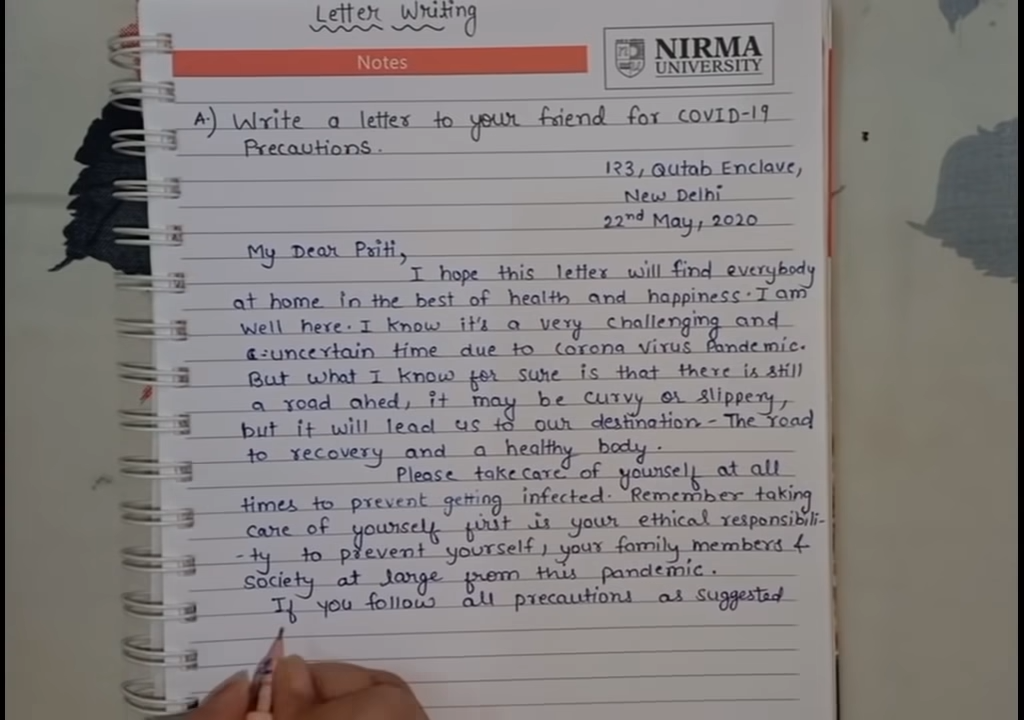 Letter Writing
Notes
NIRMA
UNIVERSITY
A.) Write a letter to your friend for COVID-19
Precautions.
123, Qutab Enclave,
New Delhi
22nd May, 2020
My Dear Priti,
I hope this letter will find everybody
at home in the best of health and happiness. I am
well here. I know it's a very challenging and
uncertain time due to Corona Virus Pandemic.
But what I know for sure is that there is still
a road ahed, it may be curvy or slippery,
but it will lead us to our destination - The road
to recovery and a healthy body.
Please take care of yourself at all
times to prevent getting infected. Remember taking
care of yourself first is your ethical responsibili-
-ty to prevent yourself, your family members &
society at large from this pandemic.
If you follow all precautions as suggested